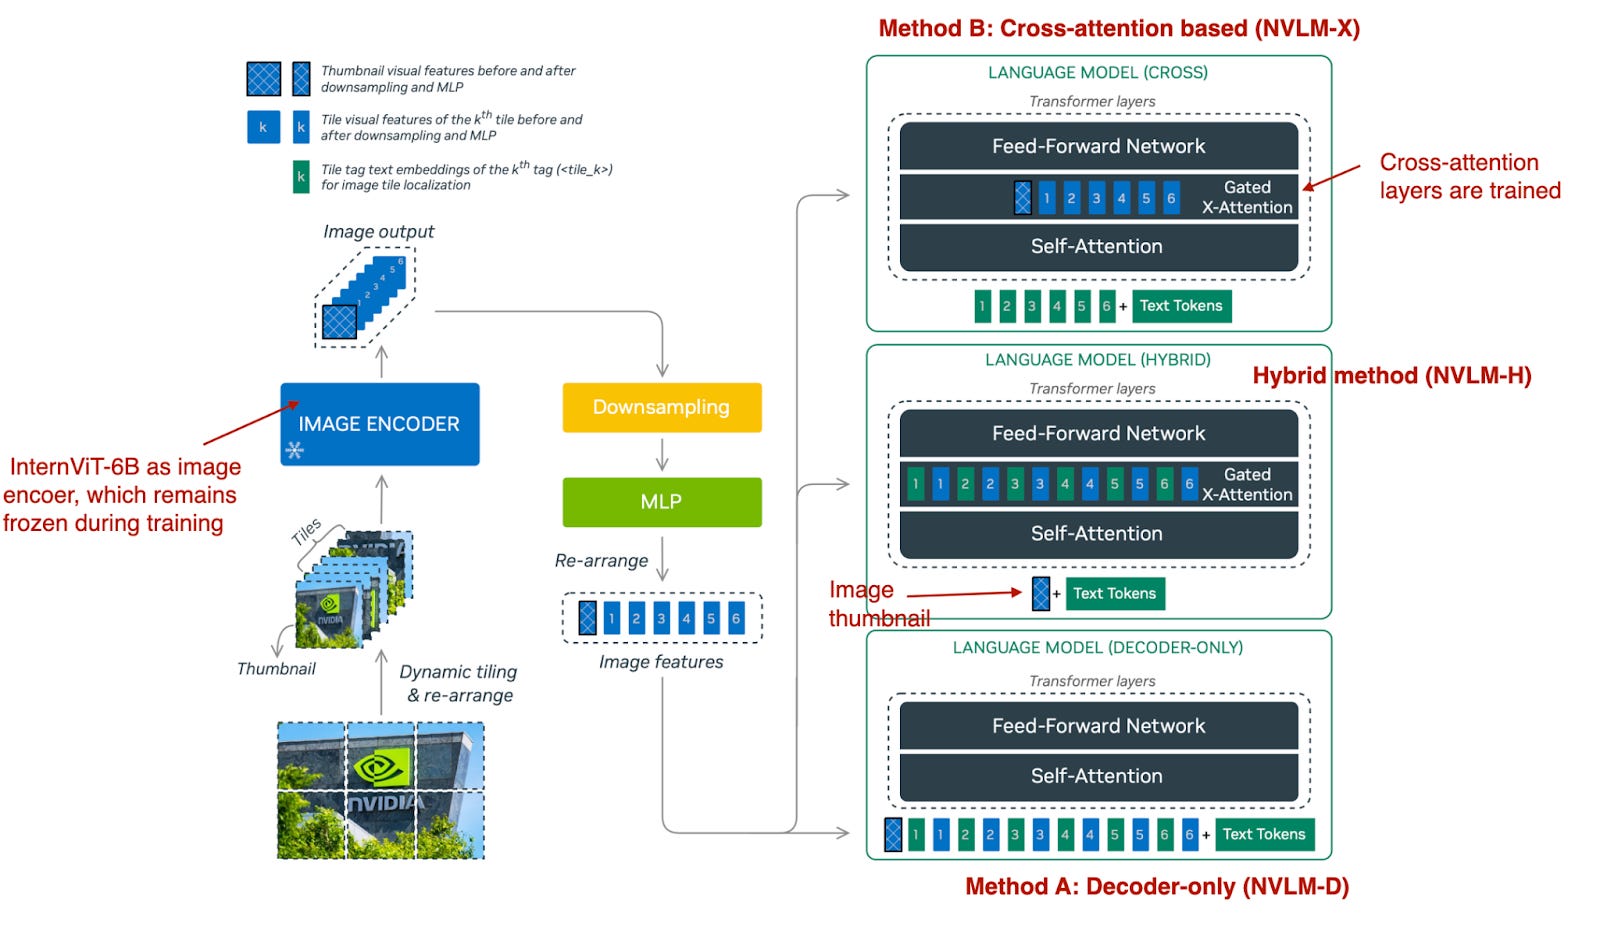 Method B: Cross-attention based (NVLM-X)
Thumbnail visual features before and after
downsampling and MLP
k k
Tile visual features of the kth tile before and
after downsampling and MLP
k
Tile tag text embeddings of the kth tag (<tile_k>)
for image tile localization
Image output
1 2 3 4 5 6
IMAGE ENCODER
InternViT-6B as image
encoer, which remains
frozen during training
Tiles
NVIDIA
NVIDIA
Thumbnail
Dynamic tiling
& re-arrange
NVIDIA
Downsampling
MLP
Re-arrange
1 2 3 4 5 6
Image features
LANGUAGE MODEL (CROSS)
Transformer layers
Feed-Forward Network
1 2 3 4 5 6
Gated
X-Attention
Self-Attention
1 2 3 4 5 6 + Text Tokens
Cross-attention
layers are trained
LANGUAGE MODEL (HYBRID)
Hybrid method (NVLM-H)
Transformer layers
Feed-Forward Network
1 1 2 2 3 3 4 4 5 5 6 6
Gated
X-Attention
Self-Attention
Image
thumbnail
+ Text Tokens
LANGUAGE MODEL (DECODER-ONLY)
Transformer layers
Feed-Forward Network
Self-Attention
1 1 2 2 3 3 4 4 5 5 6 6 + Text Tokens
Method A: Decoder-only (NVLM-D)